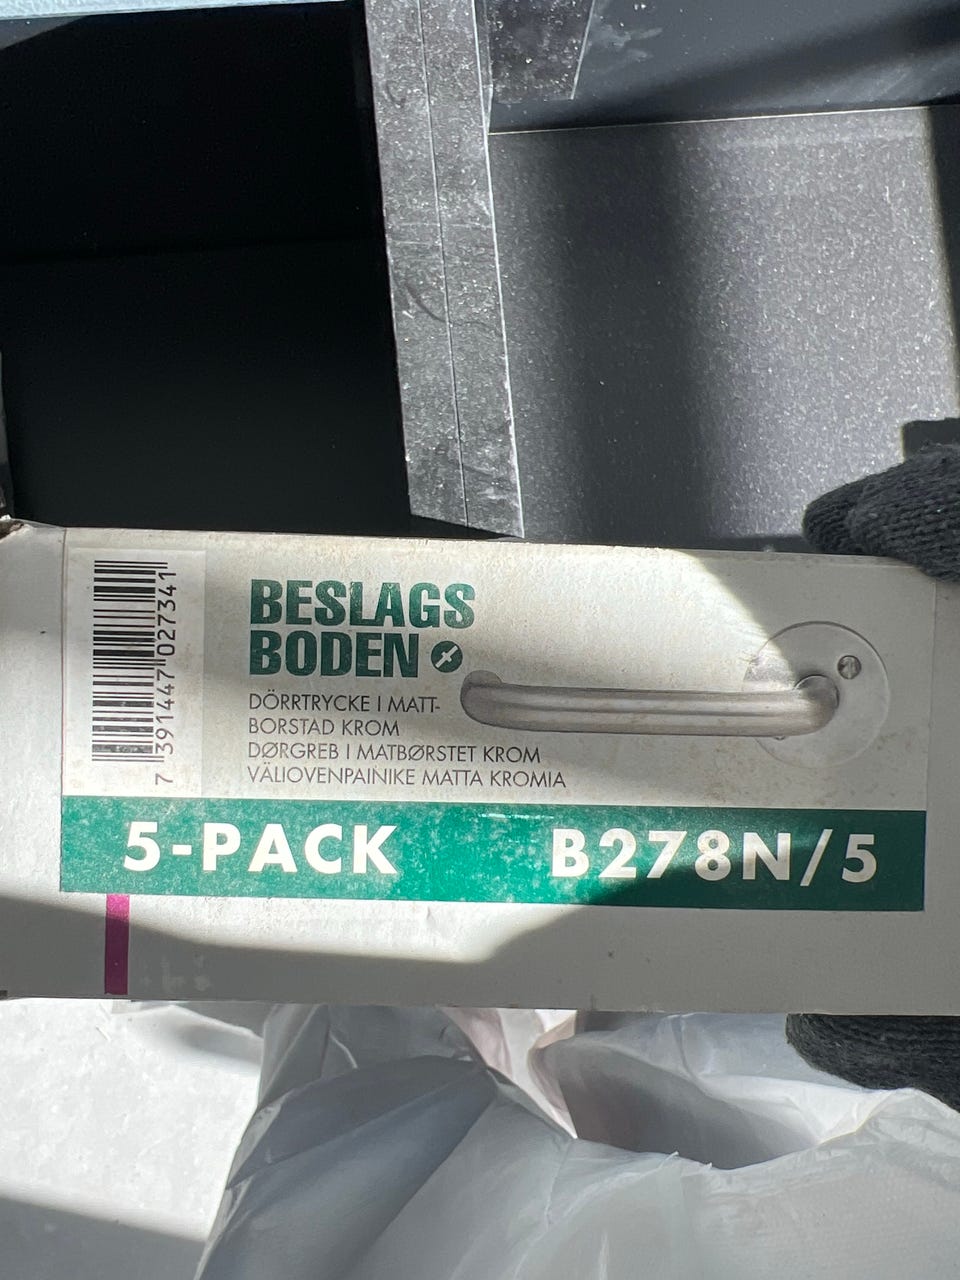 7 391447 027341
BESLAGS
BODEN
DÖRRTRYCKE I MATT-
BORSTAD KROM
DØRGREB I MATBØRSTET KROM
VÄLIOVENPAINIKE MATTA KROMIA
5-PACK B278N/5